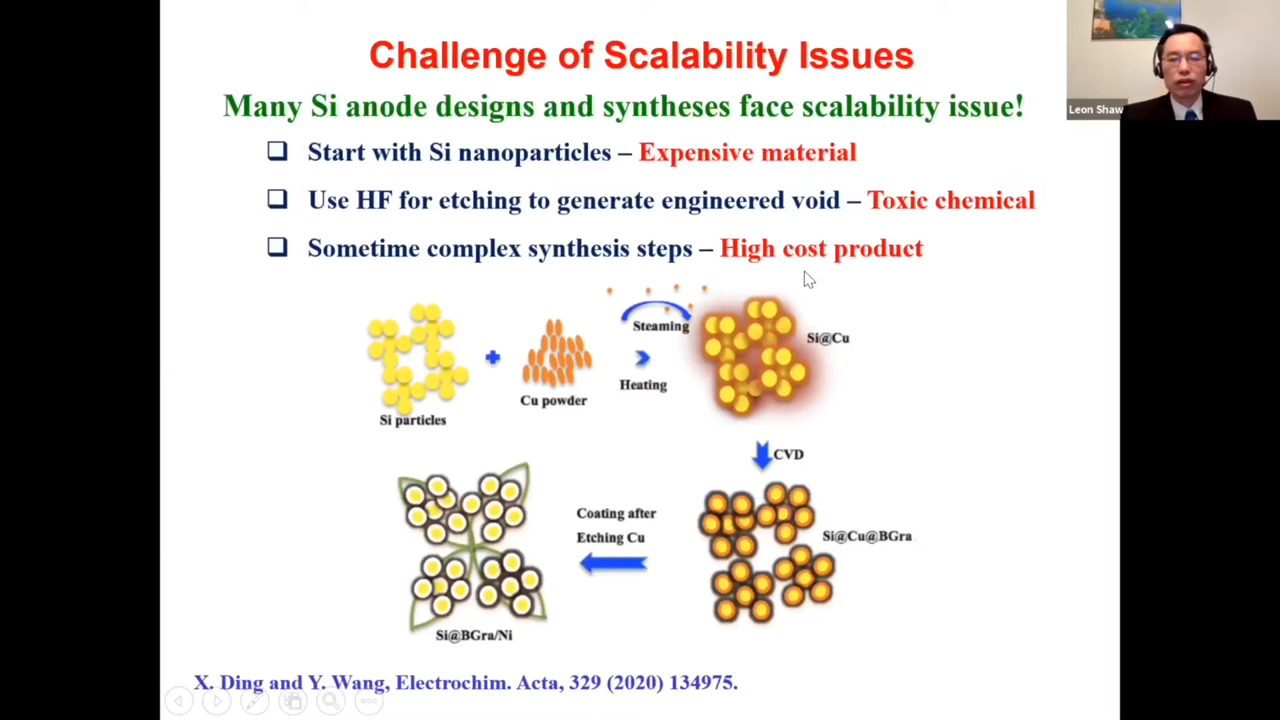 Challenge of Scalability Issues
Leon Shaw
Many Si anode designs and syntheses face scalability issue!
❑ Start with Si nanoparticles – Expensive material
❑ Use HF for etching to generate engineered void – Toxic chemical
❑ Sometime complex synthesis steps – High cost product
Steaming
Si@Cu
Heating
Cu powder
Si particles
CVD
Coating after
Etching Cu
Si@Cu@BGra
Si@BGra/Ni
X. Ding and Y. Wang, Electrochim. Acta, 329 (2020) 134975.